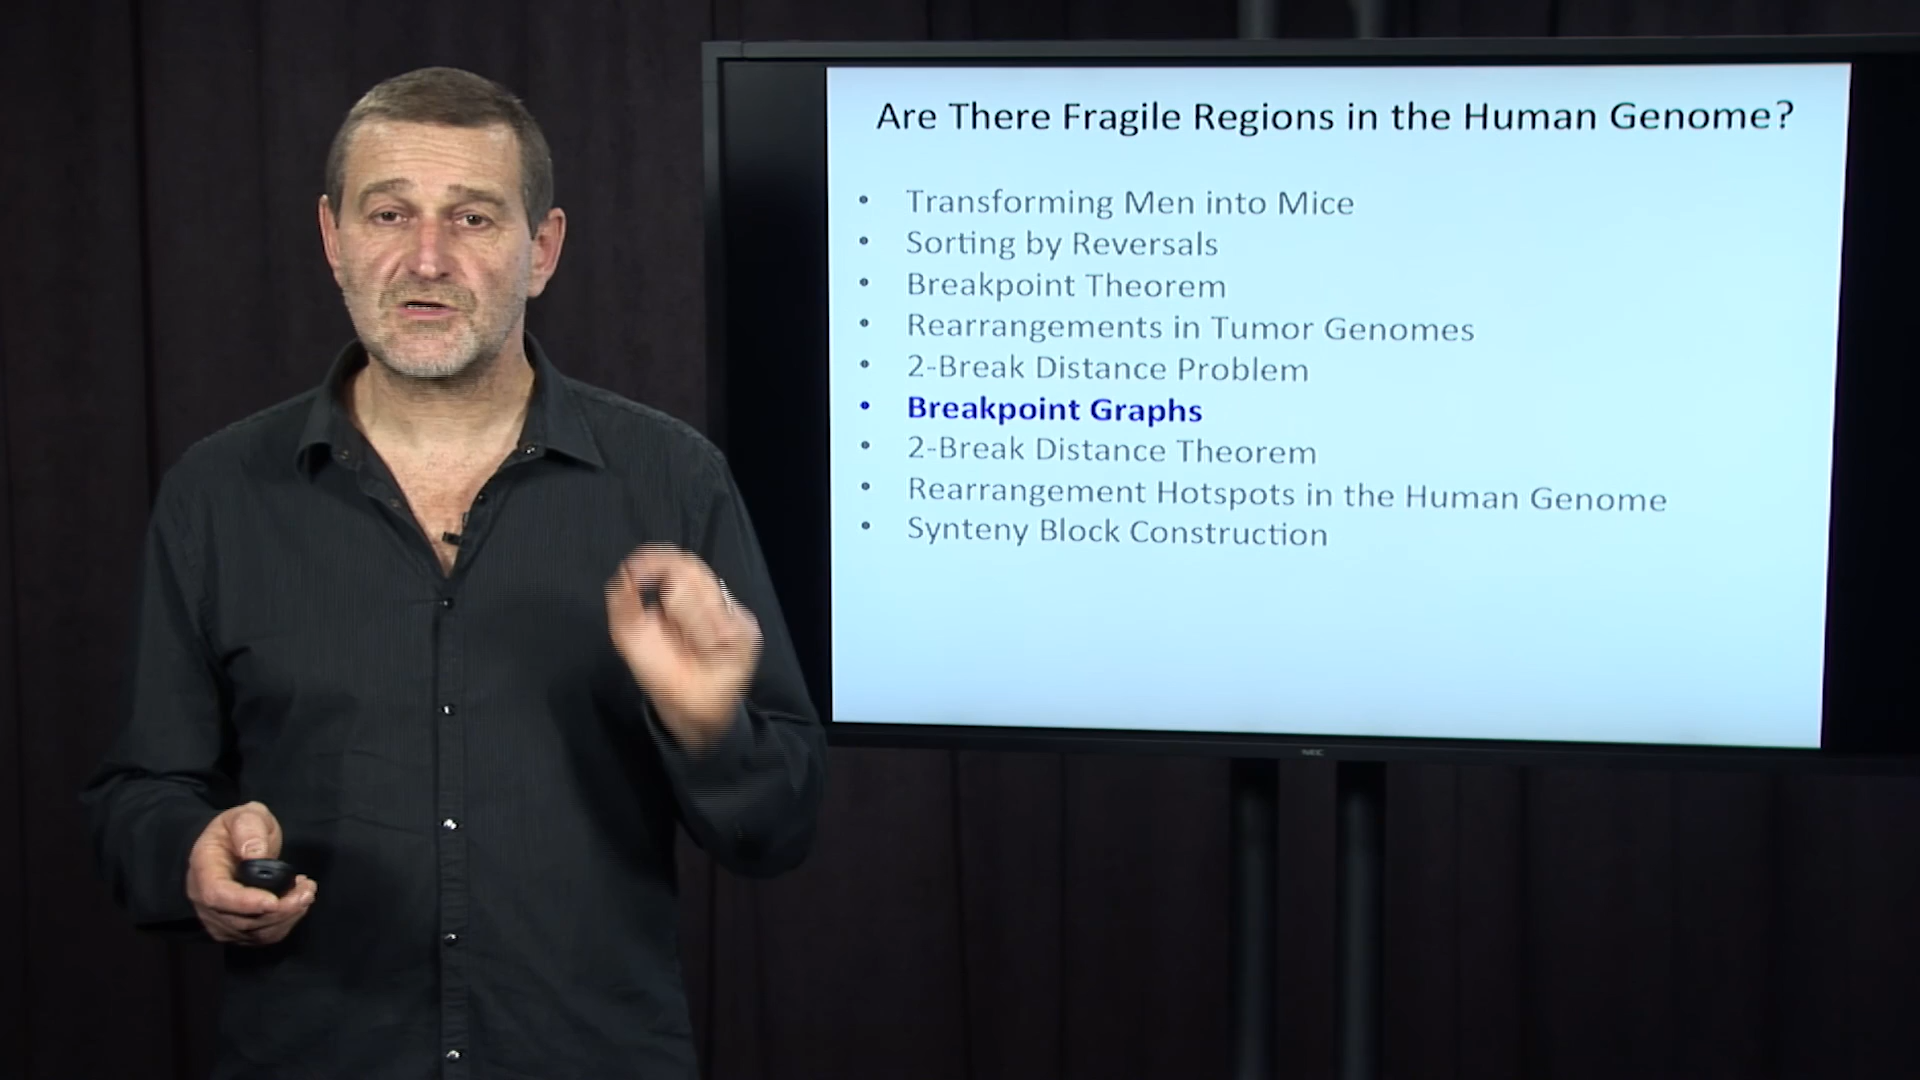 Are There Fragile Regions in the Human Genome?
• Transforming Men into Mice
• Sorting by Reversals
• Breakpoint Theorem
• Rearrangements in Tumor Genomes
• 2-Break Distance Problem
• Breakpoint Graphs
• 2-Break Distance Theorem
• Rearrangement Hotspots in the Human Genome
• Synteny Block Construction
NEC